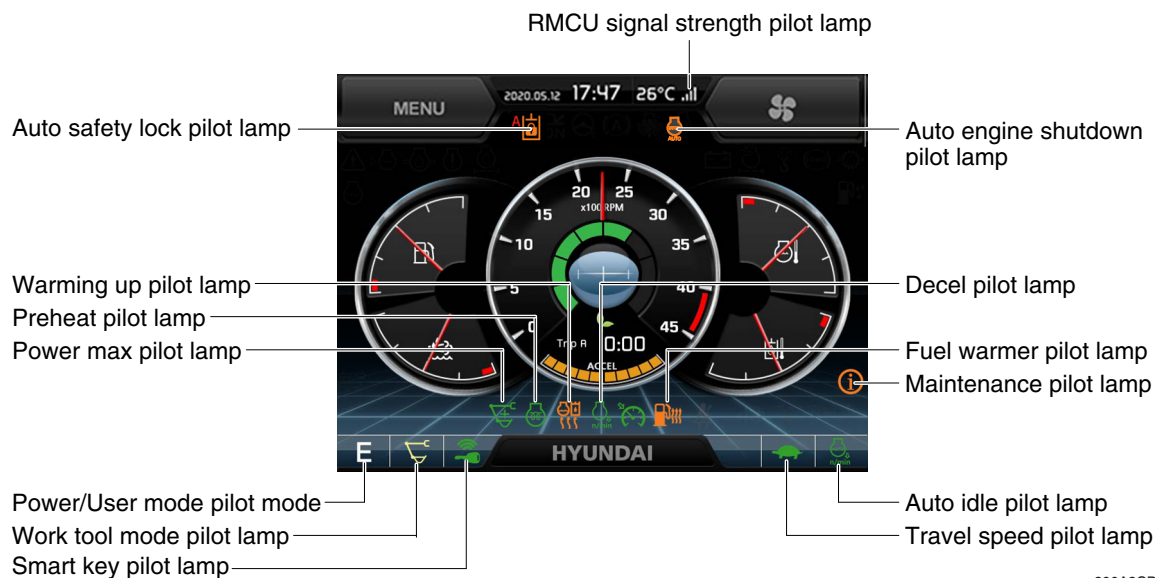 RMCU signal strength pilot lamp
MENU
2020.05.12 17:47 26°C
Auto safety lock pilot lamp
A
AUTO
Auto engine shutdown
pilot lamp
0
5
10
15
20
25
30
35
40
45
x100RPM
Warming up pilot lamp
Preheat pilot lamp
Power max pilot lamp
Decel pilot lamp
Fuel warmer pilot lamp
Maintenance pilot lamp
Trip A 0:00
ACCEL
n/min
i
E
HYUNDAI
n/min
Power/User mode pilot mode
Work tool mode pilot lamp
Smart key pilot lamp
Auto idle pilot lamp
Travel speed pilot lamp